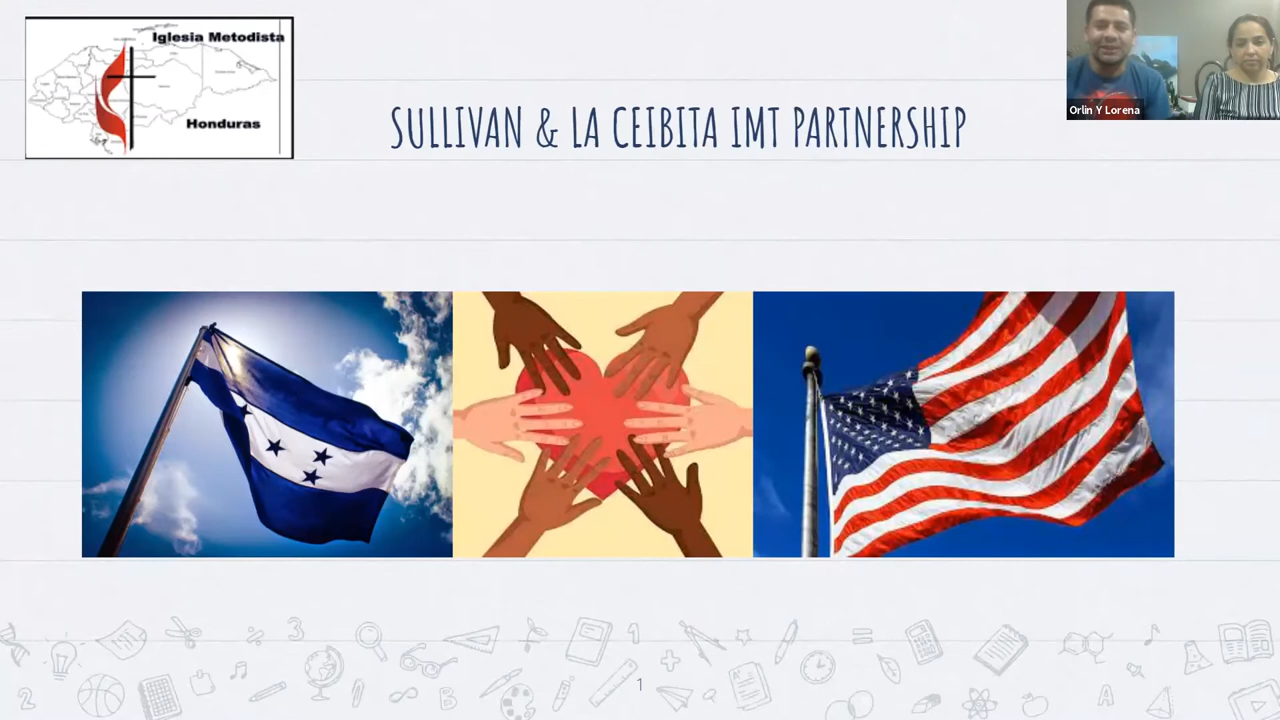 Iglesia Metodista
Honduras
SULLIVAN & LA CEIBITA IMT PARTNERSHIP
Orlin Y Lorena
1